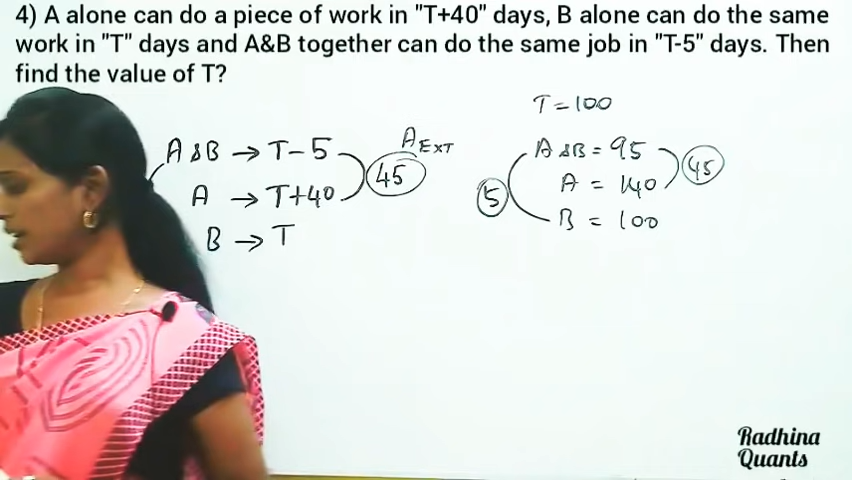 4) A alone can do a piece of work in "T+40" days, B alone can do the same
work in "T" days and A&B together can do the same job in "T-5" days. Then
find the value of T?
A & B → T-5
A → T+40
B → T
45
A EXT
T = 100
A & B = 95
A = 140
B = 100
5
45
Radhina
Quants